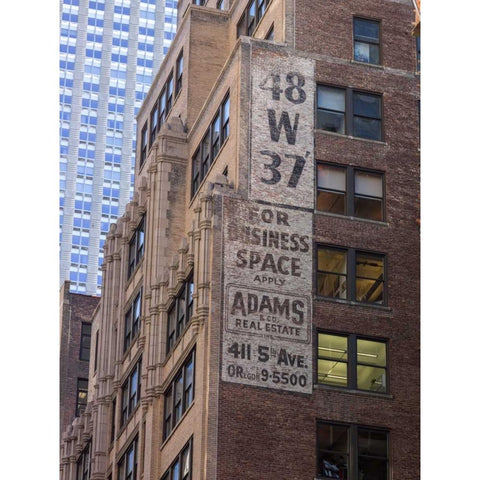 48
W
37
FOR
BUSINESS
SPACE
APPLY
ADAMS
& CO.
REAL ESTATE
411 5TH AVE.
OREGON 9-5500